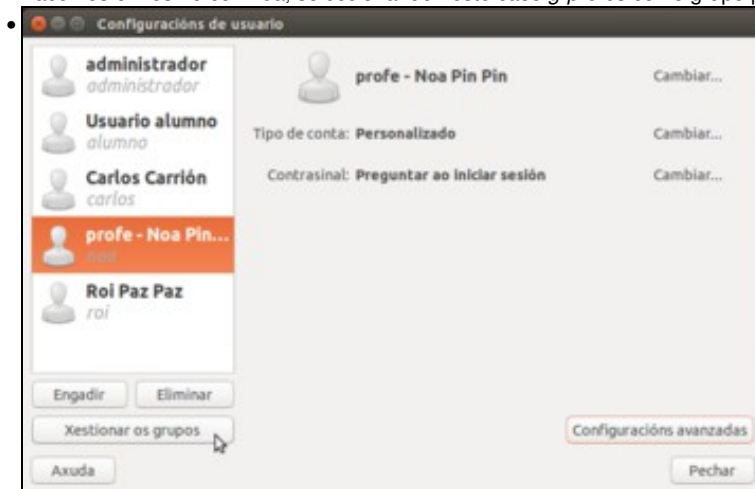 Configuracións de usuario
administrador
administrador
Usuario alumno
alumno
Carlos Carrión
carlos
profe - Noa Pin...
noa
Roi Paz Paz
roi
Engadir Eliminar
Xestionar os grupos
Axuda
profe - Noa Pin Pin Cambiar...
Tipo de conta: Personalizado Cambiar...
Contrasinal: Preguntar ao iniciar sesión Cambiar...
Configuracións avanzadas
Pechar